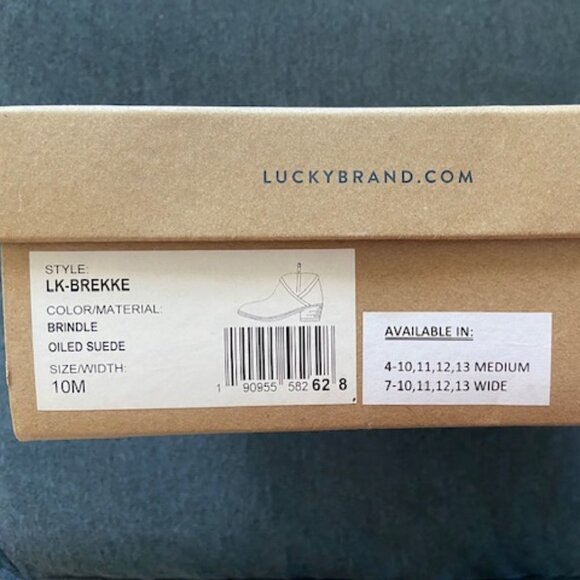 LUCKYBRAND.COM
STYLE:
LK-BREKKE
COLOR/MATERIAL:
BRINDLE
OILED SUEDE
SIZE/WIDTH:
10M
1 90955 582 62 8
AVAILABLE IN:
4-10,11,12,13 MEDIUM
7-10,11,12,13 WIDE